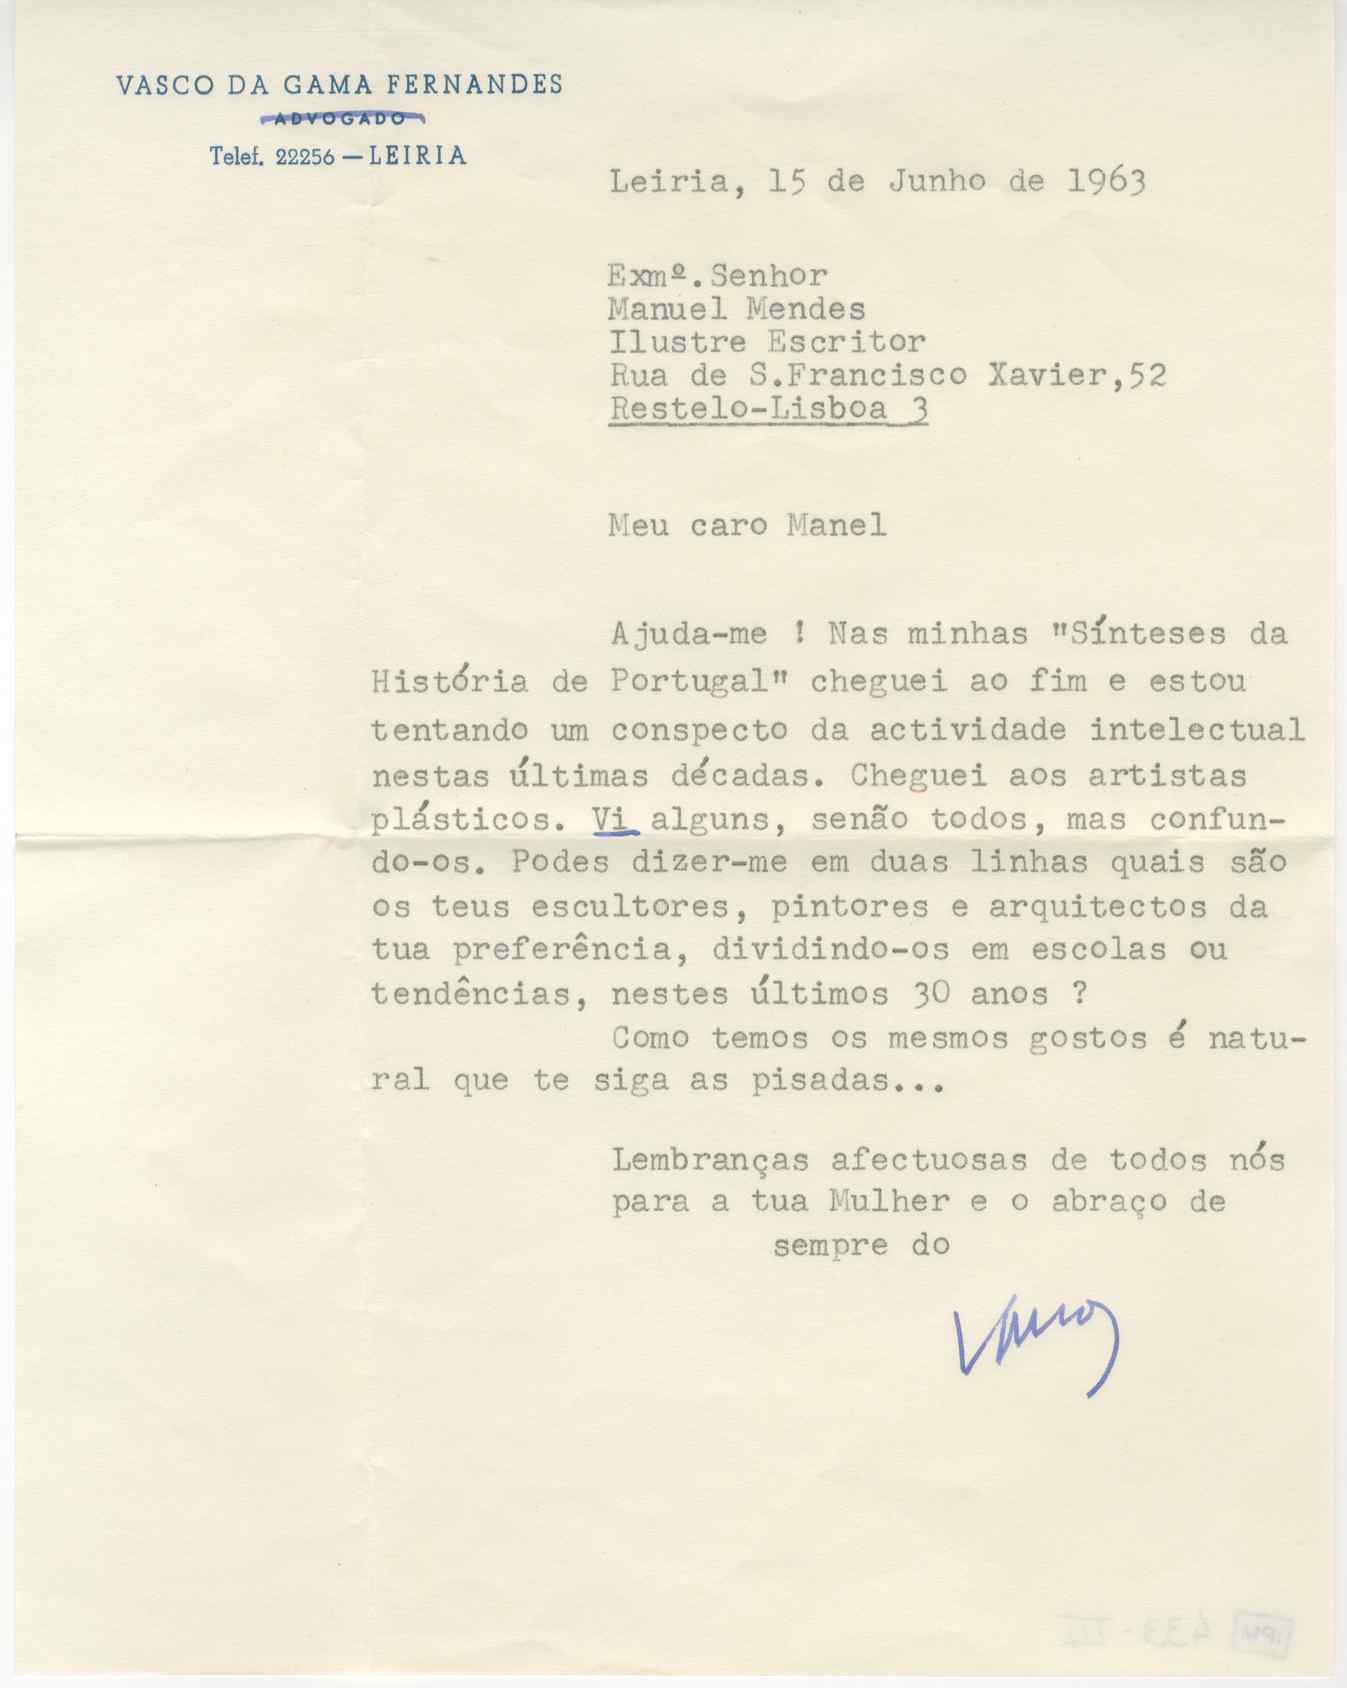 VASCO DA GAMA FERNANDES
ADVOGADO
Telef. 22256 — LEIRIA
Leiria, 15 de Junho de 1963
Exmº. Senhor
Manuel Mendes
Ilustre Escritor
Rua de S.Francisco Xavier,52
Restelo-Lisboa 3
Meu caro Manel
Ajuda-me ! Nas minhas "Sínteses da
História de Portugal" cheguei ao fim e estou
tentando um conspecto da actividade intelectual
nestas últimas décadas. Cheguei aos artistas
plásticos. Vi alguns, senão todos, mas confun-
do-os. Podes dizer-me em duas linhas quais são
os teus escultores, pintores e arquitectos da
tua preferência, dividindo-os em escolas ou
tendências, nestes últimos 30 anos ?
Como temos os mesmos gostos é natu-
ral que te siga as pisadas...
Lembranças afectuosas de todos nós
para a tua Mulher e o abraço de
sempre do
Vasco